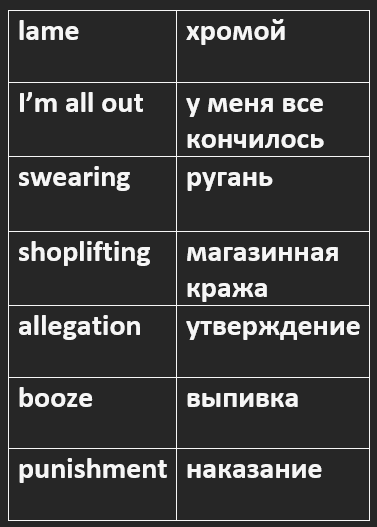 lame хромой
I’m all out у меня все
кончилось
swearing ругань
shoplifting магазинная
кража
allegation утверждение
booze выпивка
punishment наказание